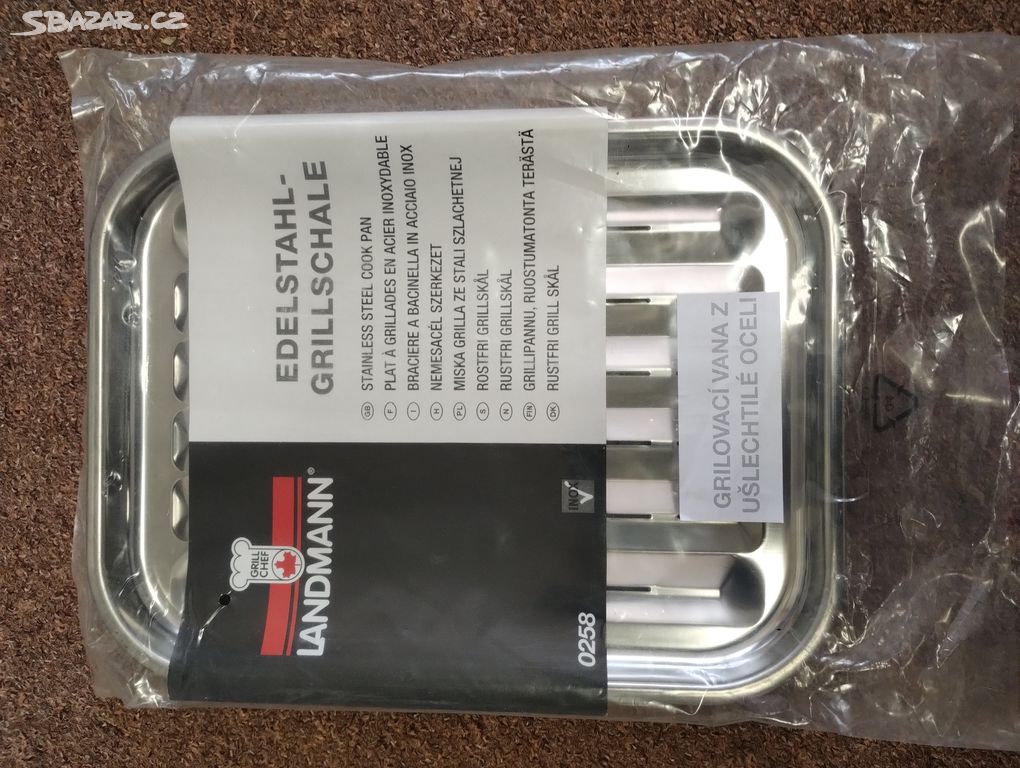 SBAZAR.CZ
EDELSTAHL-
GRILLSCHALE
GB STAINLESS STEEL COOK PAN
F PLAT À GRILLADES EN ACIER INOXYDABLE
I BRACIERE A BACINELLA IN ACCIAIO INOX
H NEMESACÉL SZERKEZET
PL MISKA GRILLA ZE STALI SZLACHETNEJ
S ROSTFRI GRILLSKÅL
N RUSTFRI GRILLSKÅL
FIN GRILLIPANNU, RUOSTUMATONTA TERÄSTÄ
DK RUSTFRI GRILL SKÅL
GRILL
CHEF
LANDMANN®
INOX
0258
GRILOVACÍ VANA Z
UŠLECHTILÉ OCELI